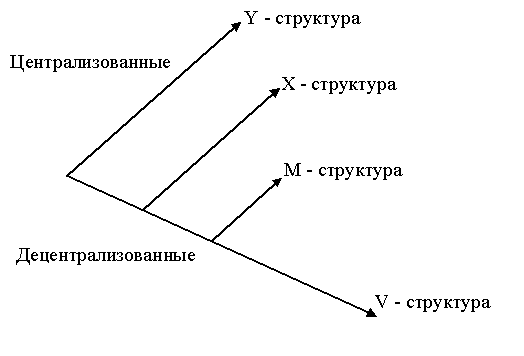 Y - структура
Централизованные
X - структура
M - структура
Децентрализованные
V - структура